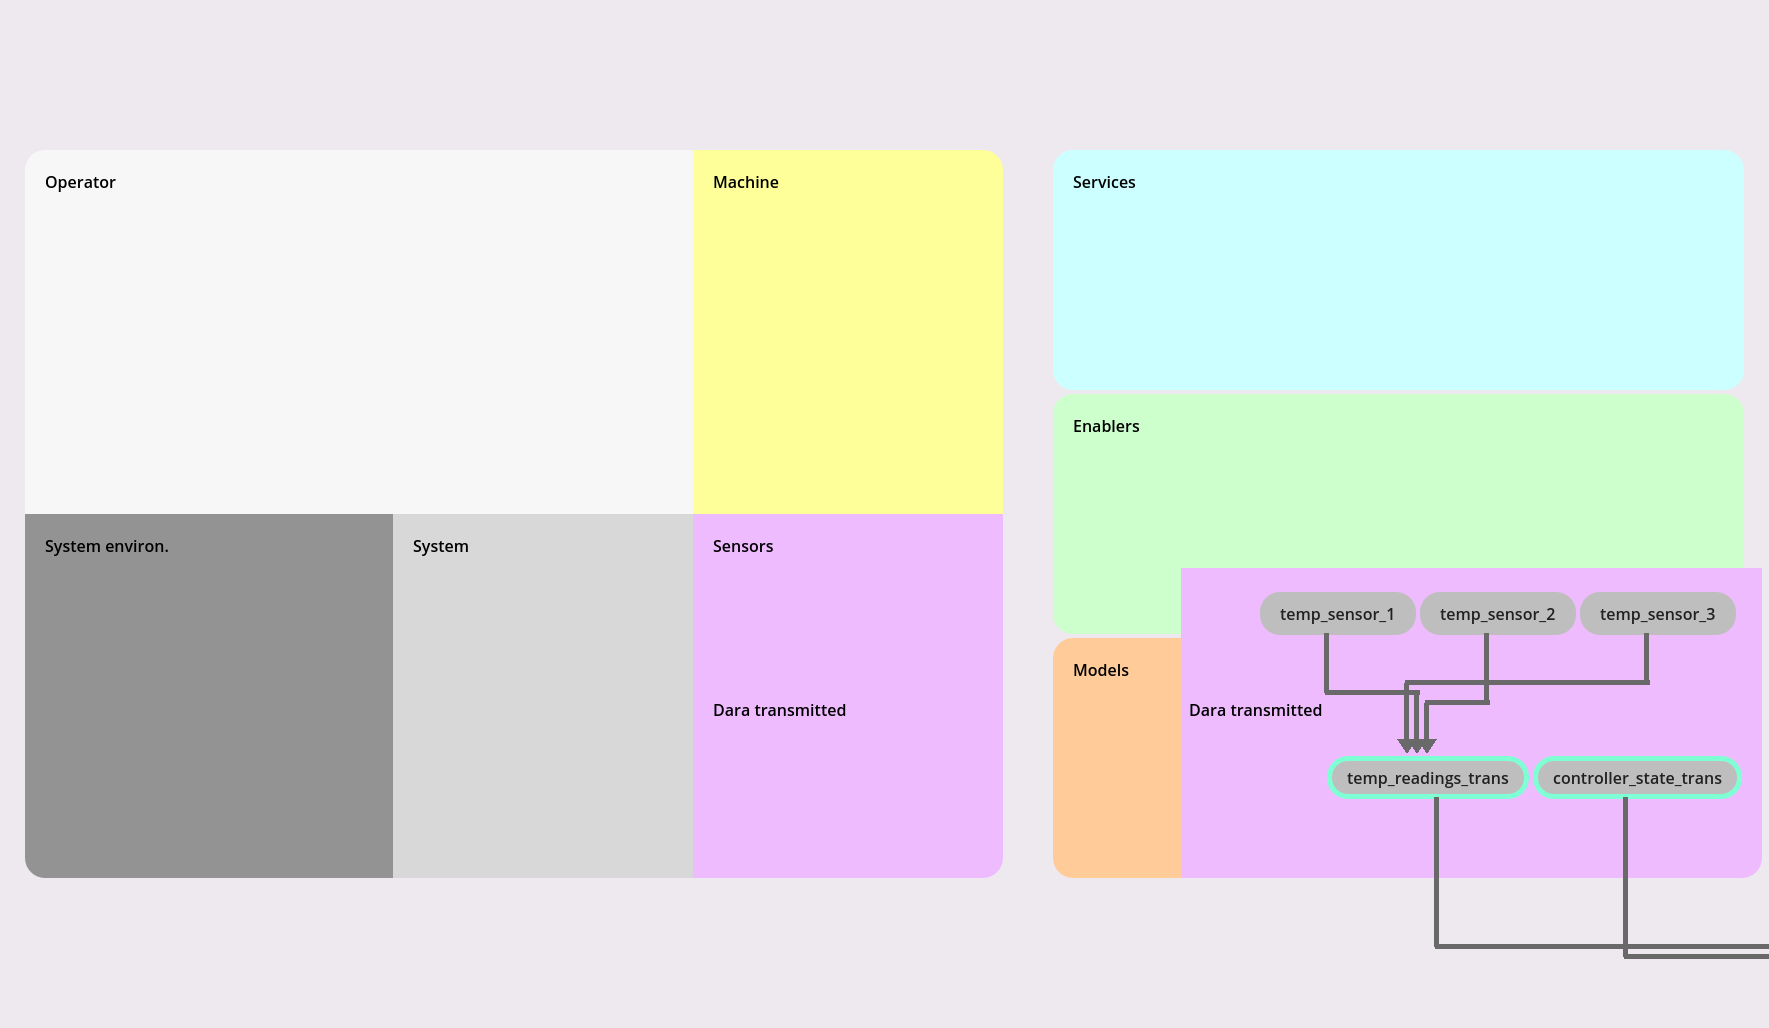 Operator
Machine
Services
Enablers
System environ.
System
Sensors
temp_sensor_1
temp_sensor_2
temp_sensor_3
Models
Dara transmitted
Dara transmitted
temp_readings_trans
controller_state_trans